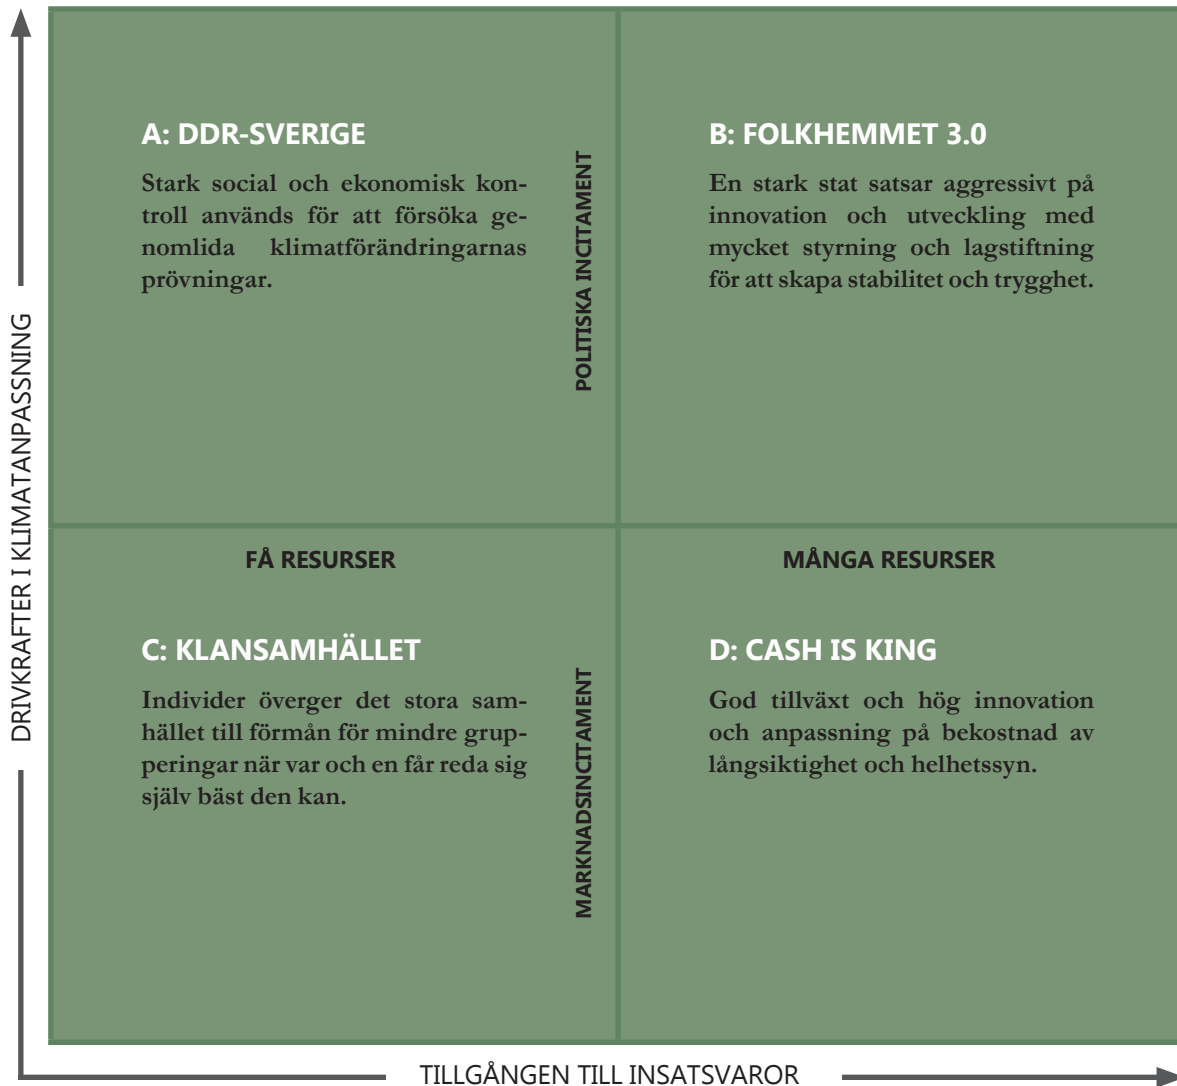 A: DDR-SVERIGE
Stark social och ekonomisk kon-
troll används för att försöka ge-
nomlida klimatförändringarnas
prövningar.
POLITISKA INCITAMENT
B: FOLKHEMMET 3.0
En stark stat satsar aggressivt på
innovation och utveckling med
mycket styrning och lagstiftning
för att skapa stabilitet och trygghet.
DRIVKRAFTER I KLIMATANPASSNING
FÅ RESURSER
MÅNGA RESURSER
C: KLANSAMHÄLLET
Individer överger det stora sam-
hället till förmån för mindre grup-
peringar när var och en får reda sig
själv bäst den kan.
MARKNADSINCITAMENT
D: CASH IS KING
God tillväxt och hög innovation
och anpassning på bekostnad av
långsiktighet och helhetssyn.
TILLGÅNGEN TILL INSATSVAROR